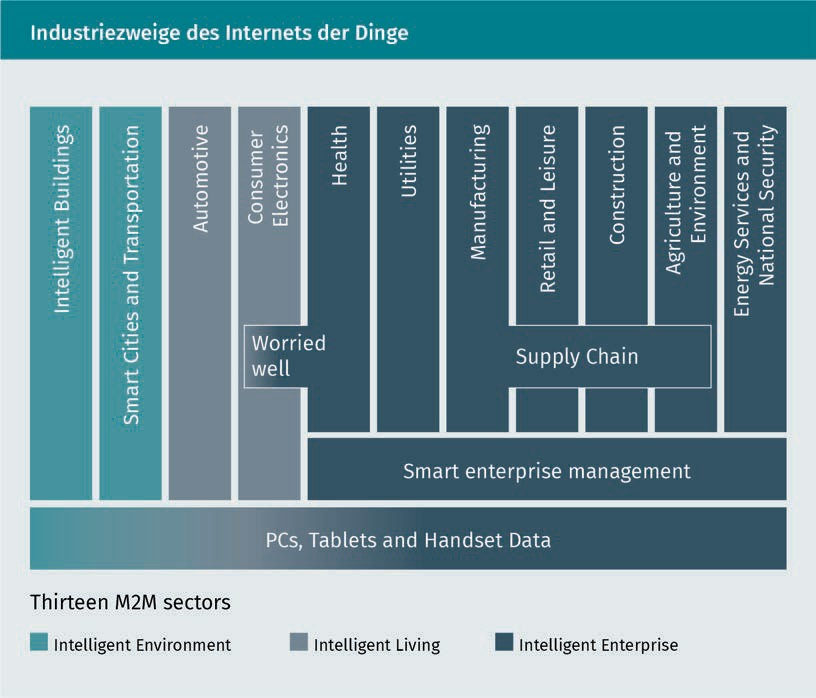 Industriezweige des Internets der Dinge
Intelligent Buildings
Smart Cities and Transportation
Automotive
Consumer
Electronics
Health
Utilities
Manufacturing
Retail and Leisure
Construction
Agriculture and
Environment
Energy Services and
National Security
Worried
well
Supply Chain
Smart enterprise management
PCs, Tablets and Handset Data
Thirteen M2M sectors
Intelligent Environment
Intelligent Living
Intelligent Enterprise